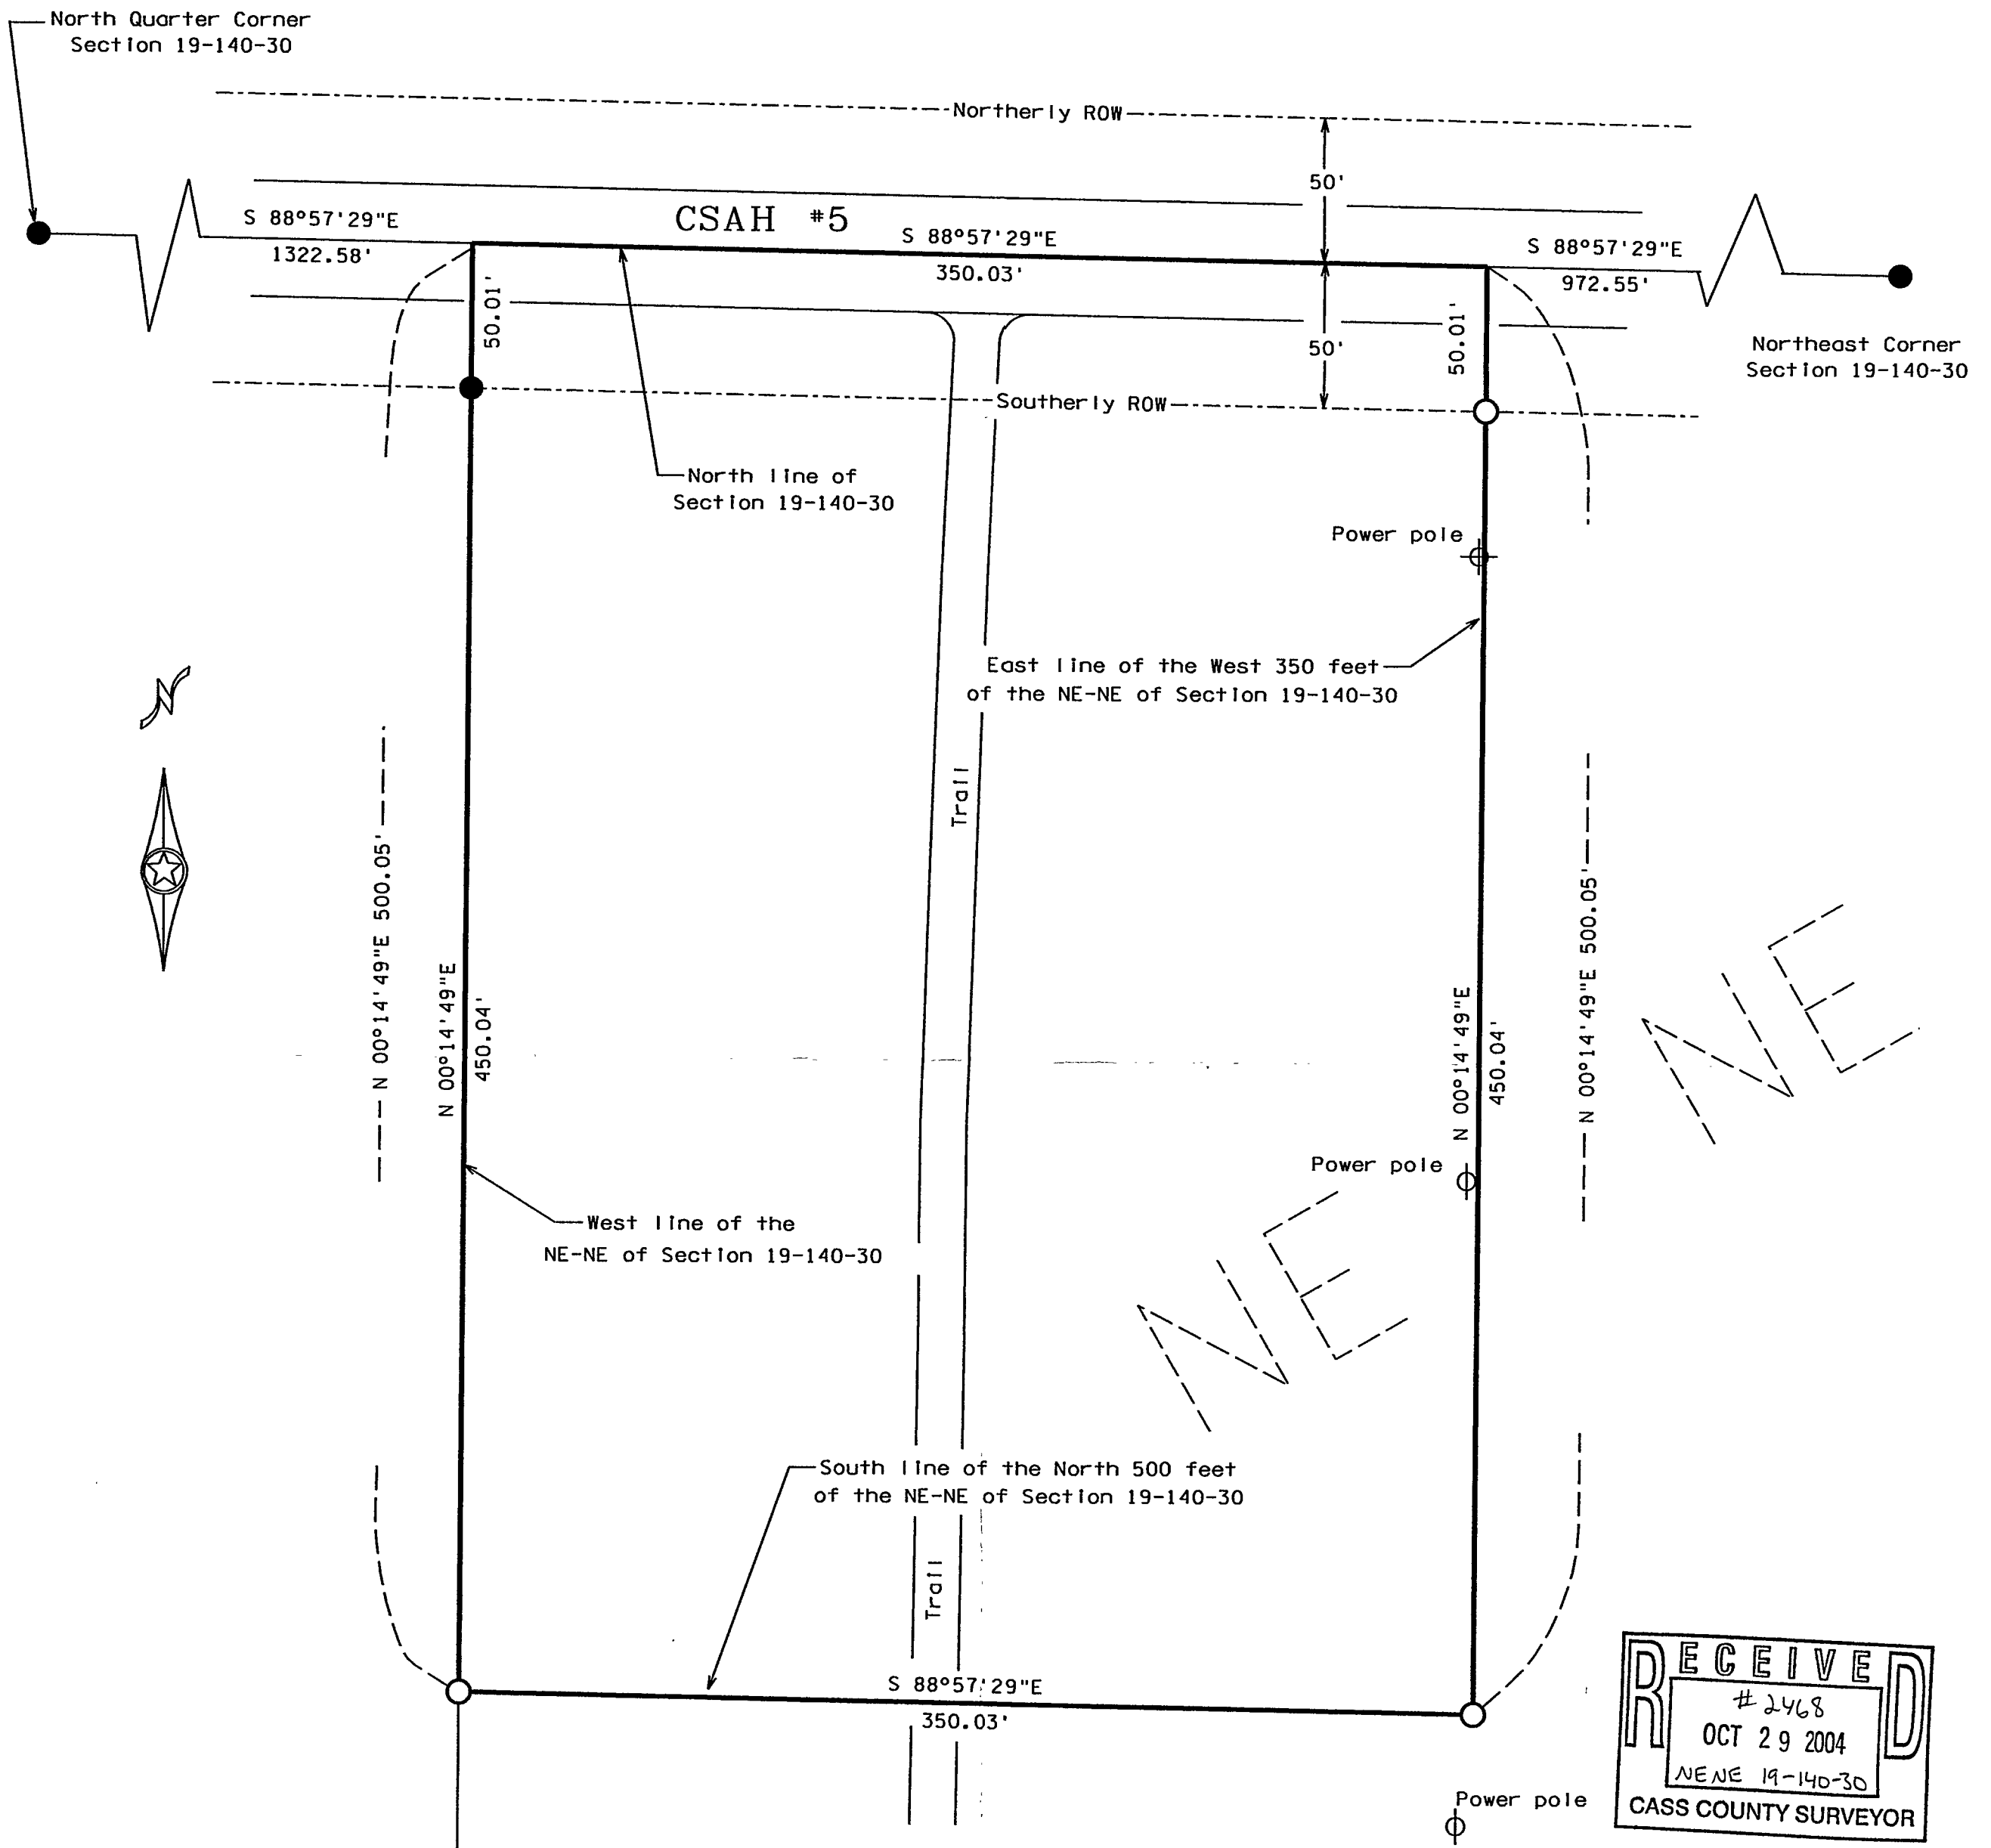 North Quarter Corner
Section 19-140-30
Northerly ROW
50'
S 88°57'29"E
1322.58'
CSAH #5
S 88°57'29"E
350.03'
S 88°57'29"E
972.55'
50.01'
50'
50.01'
Northeast Corner
Section 19-140-30
Southerly ROW
North line of
Section 19-140-30
Power pole
East line of the West 350 feet
of the NE-NE of Section 19-140-30
N
Trail
N 00°14'49"E 500.05'
N 00°14'49"E
450.04'
N 00°14'49"E
450.04'
N 00°14'49"E 500.05'
NE
Power pole
West line of the
NE-NE of Section 19-140-30
NE
South line of the North 500 feet
of the NE-NE of Section 19-140-30
Trail
S 88°57'29"E
350.03'
RECEIVED
# 2468
OCT 29 2004
NENE 19-140-30
CASS COUNTY SURVEYOR
Power pole